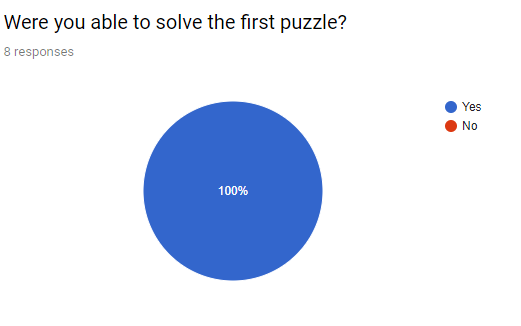 Were you able to solve the first puzzle?
8 responses
Yes
No
100%